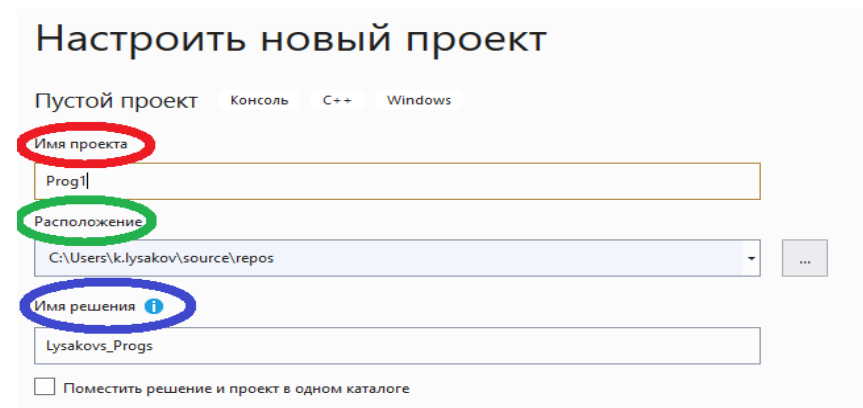 Настроить новый проект
Пустой проект Консоль C++ Windows
Имя проекта
Prog1
Расположение
C:\Users\k.lysakov\source\repos
...
Имя решения i
Lysakovs_Progs
Поместить решение и проект в одном каталоге